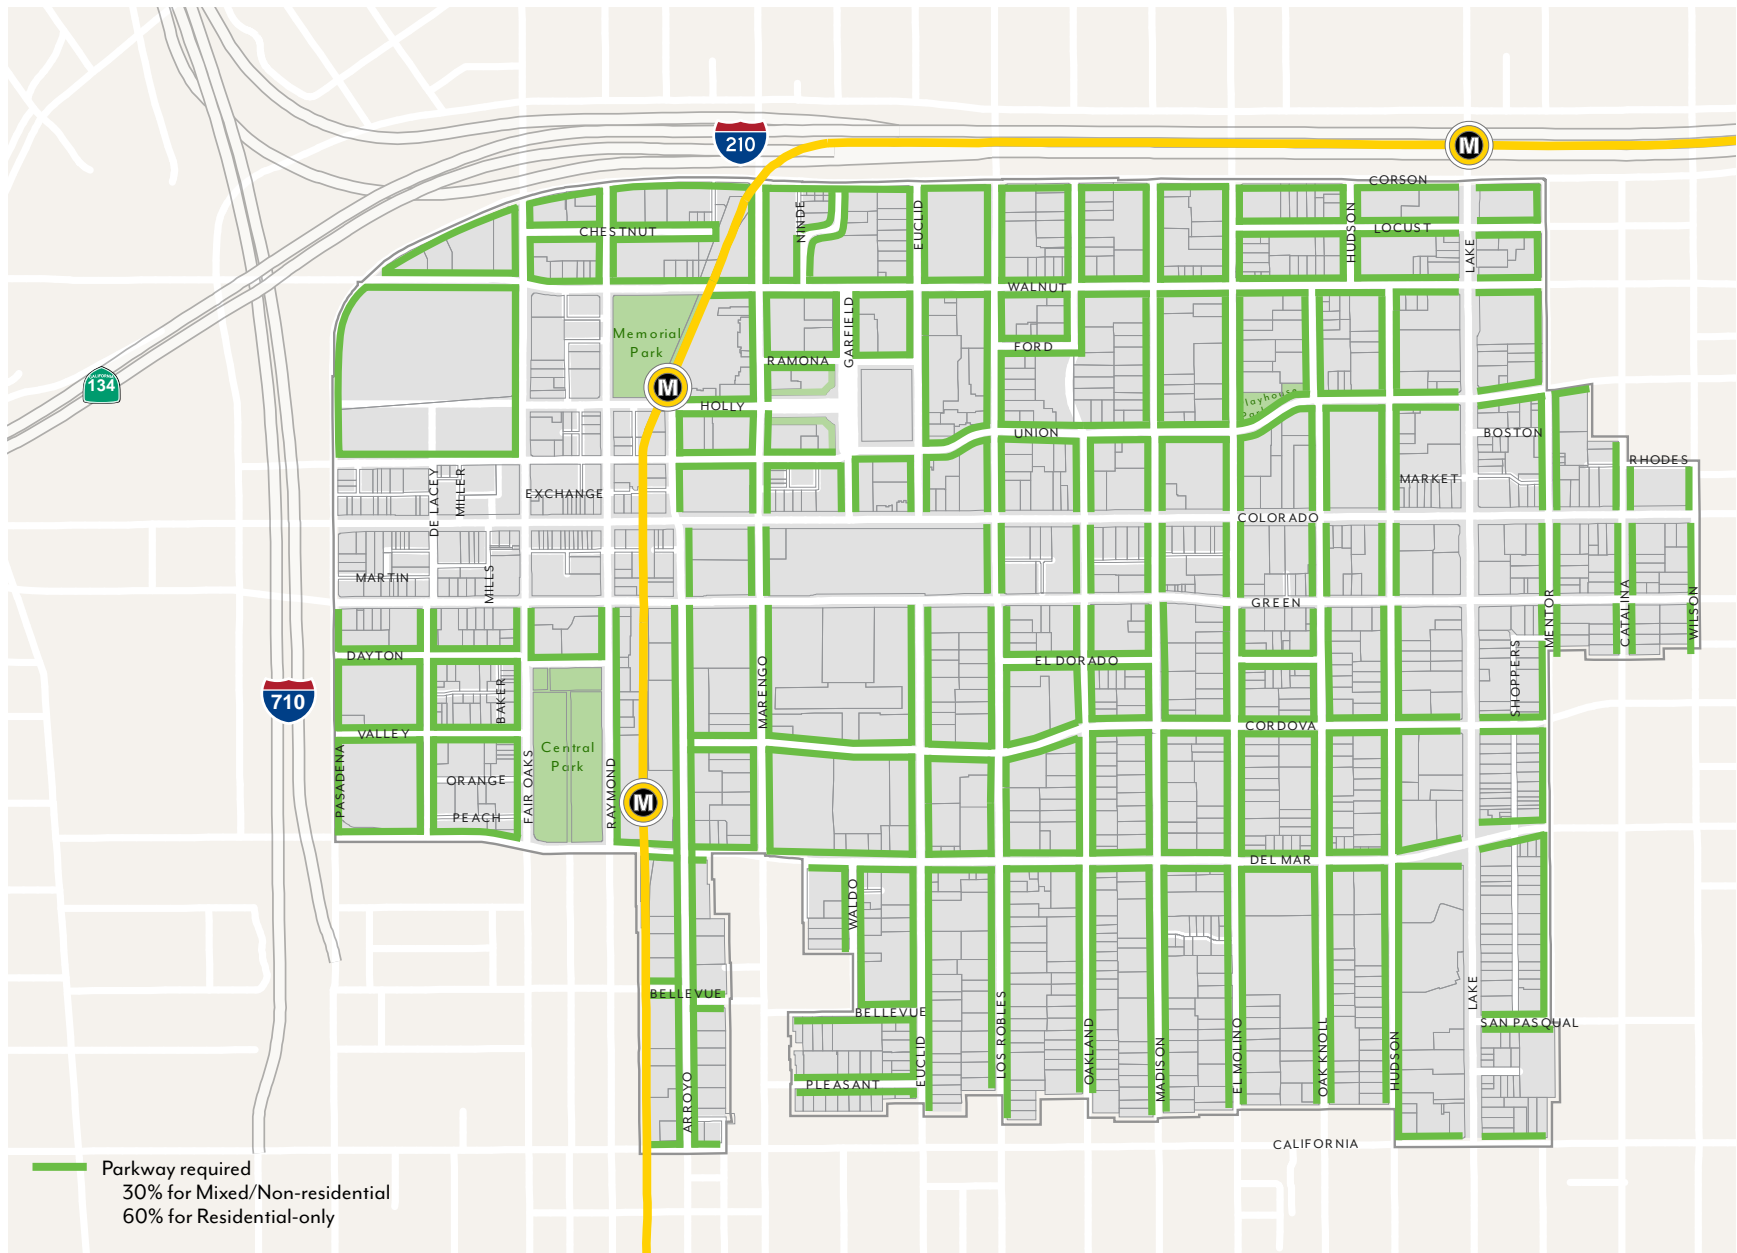 210
M
CORSON
NINDE
EUCLID
HUDSON
CHESTNUT
LOCUST
LAKE
WALNUT
Memorial
Park
GARFIELD
FORD
RAMONA
CALIFORNIA
134
M
HOLLY
layhouse
Par
UNION
BOSTON
RHODES
DE LACEY
MILLER
EXCHANGE
MARKET
COLORADO
MARTIN
MILLS
GREEN
MENTOR
CATALINA
WILSON
DAYTON
EL DORADO
SHOPPERS
710
BAKER
MARENGO
VALLEY
CORDOVA
Central
Park
PASADENA
ORANGE
FAIR OAKS
RAYMOND
M
PEACH
DEL MAR
WALDO
BELLEVUE
LAKE
BELLEVUE
SAN PASQUAL
EUCLID
LOS ROBLES
OAKLAND
MADISON
EL MOLINO
OAK KNOLL
HUDSON
ARROYO
PLEASANT
CALIFORNIA
Parkway required
30% for Mixed/Non-residential
60% for Residential-only